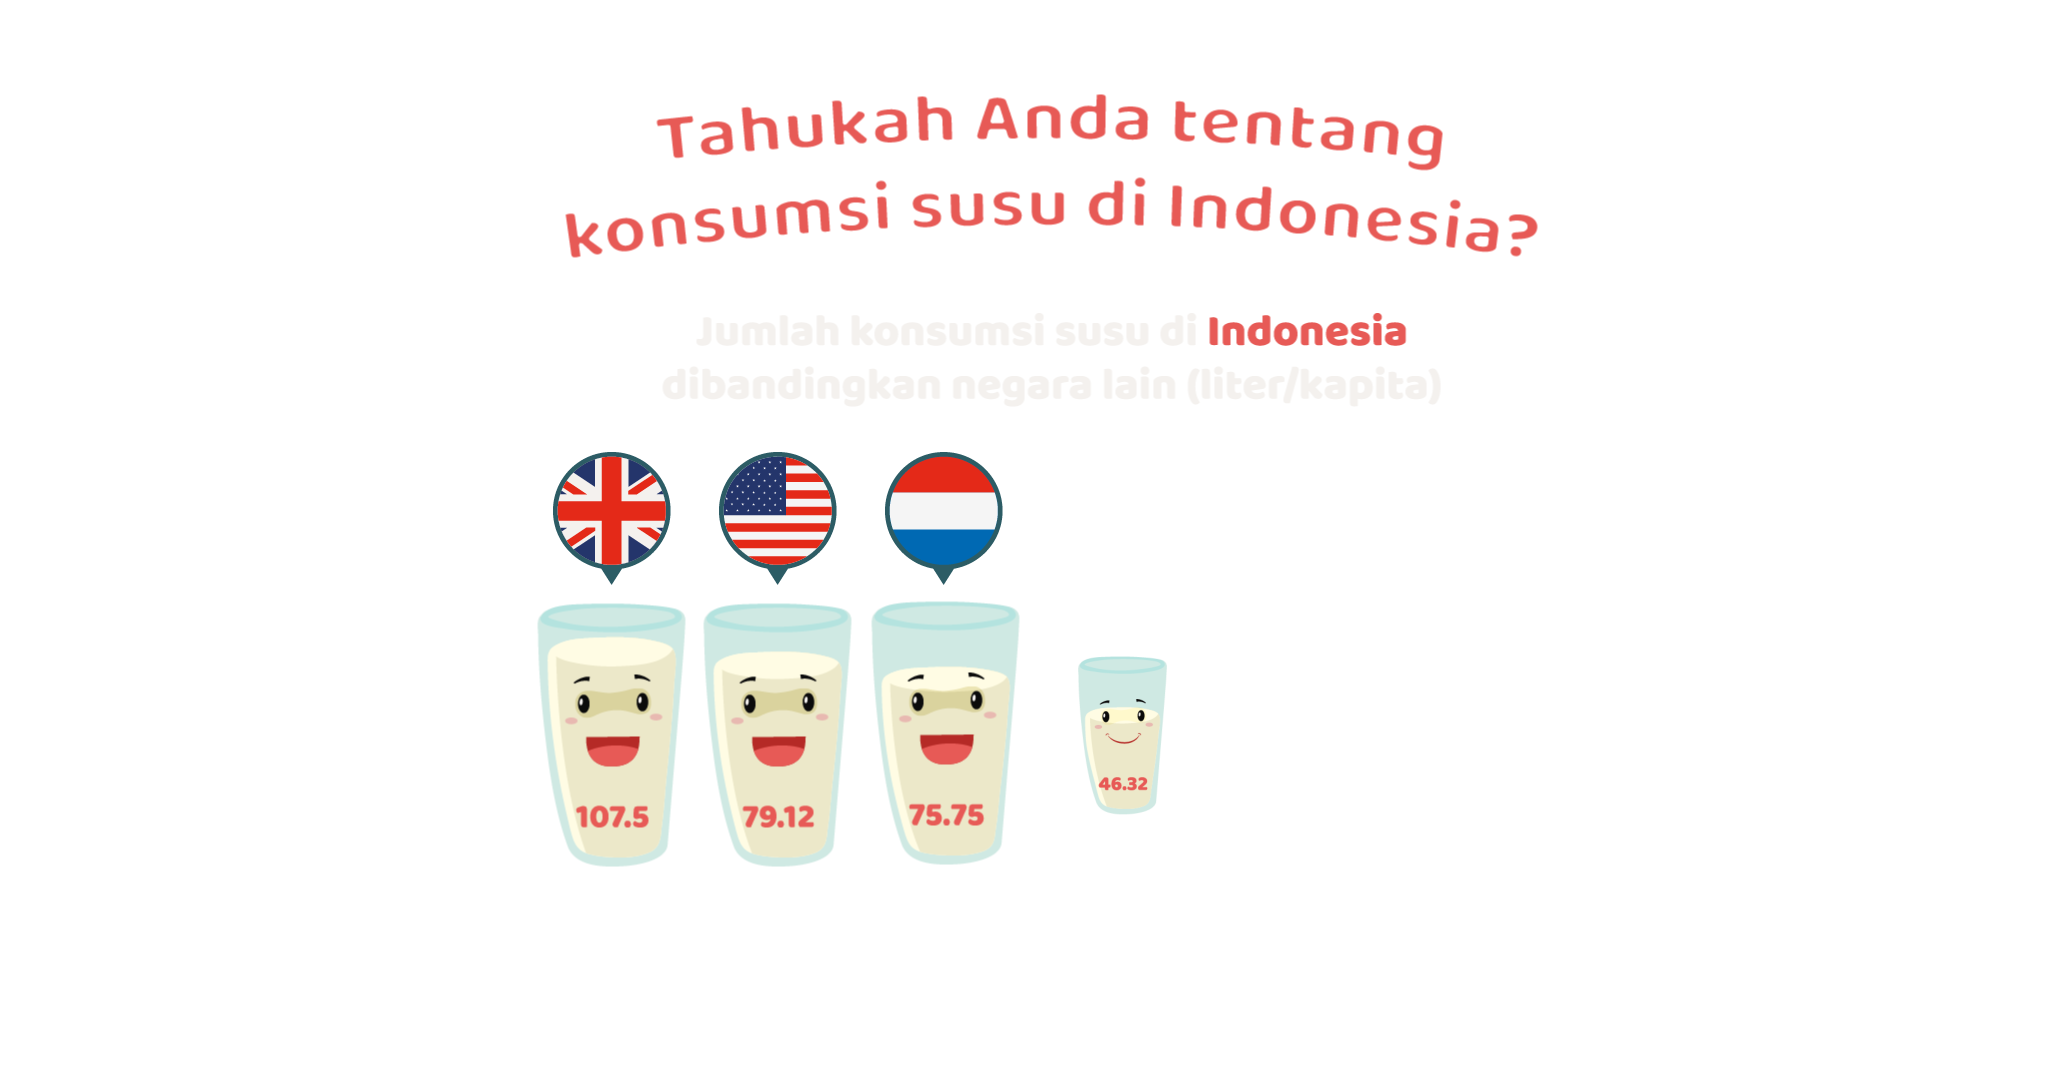 Tahukah Anda tentang
konsumsi susu di Indonesia?
Jumlah konsumsi susu di Indonesia
dibandingkan negara lain (liter/kapita)
107.5
79.12
75.75
46.32